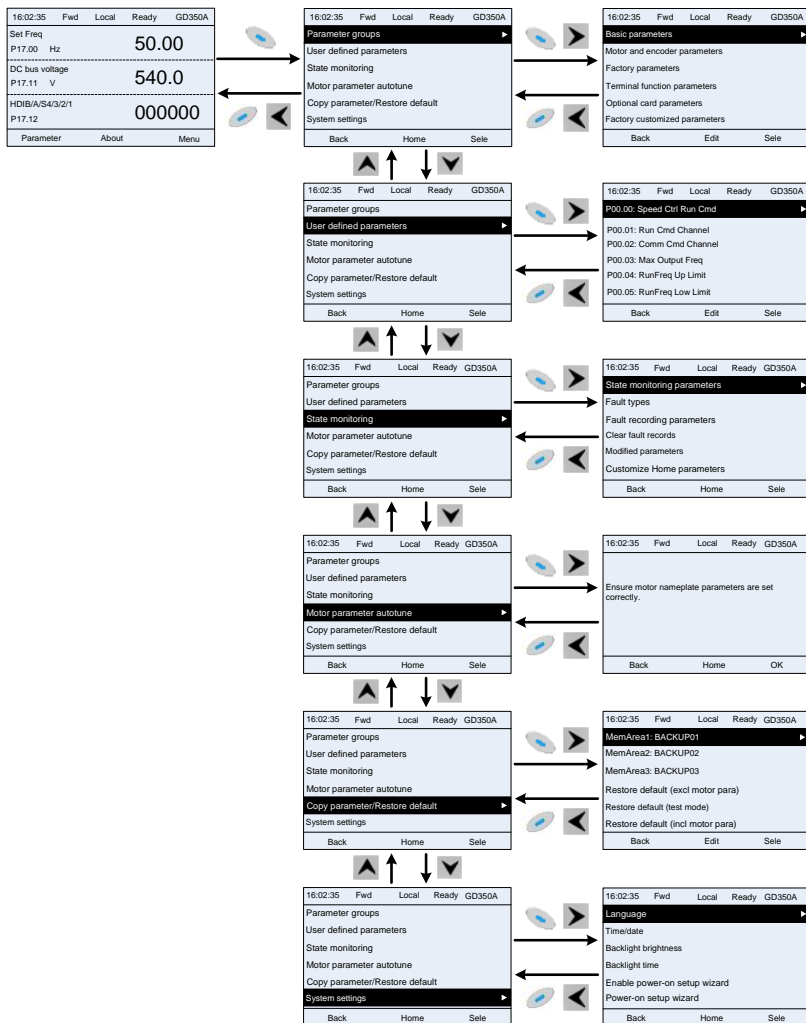 16:02:35 Fwd Local Ready GD350A
Set Freq
P17.00 Hz 50.00
DC bus voltage
P17.11 V 540.0
HDIB/A/S4/3/2/1
P17.12 000000
Parameter About Menu
16:02:35 Fwd Local Ready GD350A
Parameter groups
User defined parameters
State monitoring
Motor parameter autotune
Copy parameter/Restore default
System settings
Back Home Sele
16:02:35 Fwd Local Ready GD350A
Basic parameters
Motor and encoder parameters
Factory parameters
Terminal function parameters
Optional card parameters
Factory customized parameters
Back Edit Sele
16:02:35 Fwd Local Ready GD350A
Parameter groups
User defined parameters
State monitoring
Motor parameter autotune
Copy parameter/Restore default
System settings
Back Home Sele
16:02:35 Fwd Local Ready GD350A
P00.00: Speed Ctrl Run Cmd
P00.01: Run Cmd Channel
P00.02: Comm Cmd Channel
P00.03: Max Output Freq
P00.04: RunFreq Up Limit
P00.05: RunFreq Low Limit
Back Edit Sele
16:02:35 Fwd Local Ready GD350A
Parameter groups
User defined parameters
State monitoring
Motor parameter autotune
Copy parameter/Restore default
System settings
Back Home Sele
16:02:35 Fwd Local Ready GD350A
State monitoring parameters
Fault types
Fault recording parameters
Clear fault records
Modified parameters
Customize Home parameters
Back Home Sele
16:02:35 Fwd Local Ready GD350A
Parameter groups
User defined parameters
State monitoring
Motor parameter autotune
Copy parameter/Restore default
System settings
Back Home Sele
16:02:35 Fwd Local Ready GD350A
Ensure motor nameplate parameters are set
correctly.
Back Home OK
16:02:35 Fwd Local Ready GD350A
Parameter groups
User defined parameters
State monitoring
Motor parameter autotune
Copy parameter/Restore default
System settings
Back Home Sele
16:02:35 Fwd Local Ready GD350A
MemArea1: BACKUP01
MemArea2: BACKUP02
MemArea3: BACKUP03
Restore default (excl motor para)
Restore default (test mode)
Restore default (incl motor para)
Back Edit Sele
16:02:35 Fwd Local Ready GD350A
Parameter groups
User defined parameters
State monitoring
Motor parameter autotune
Copy parameter/Restore default
System settings
Back Home Sele
16:02:35 Fwd Local Ready GD350A
Language
Time/date
Backlight brightness
Backlight time
Enable power-on setup wizard
Power-on setup wizard
Back Home Sele